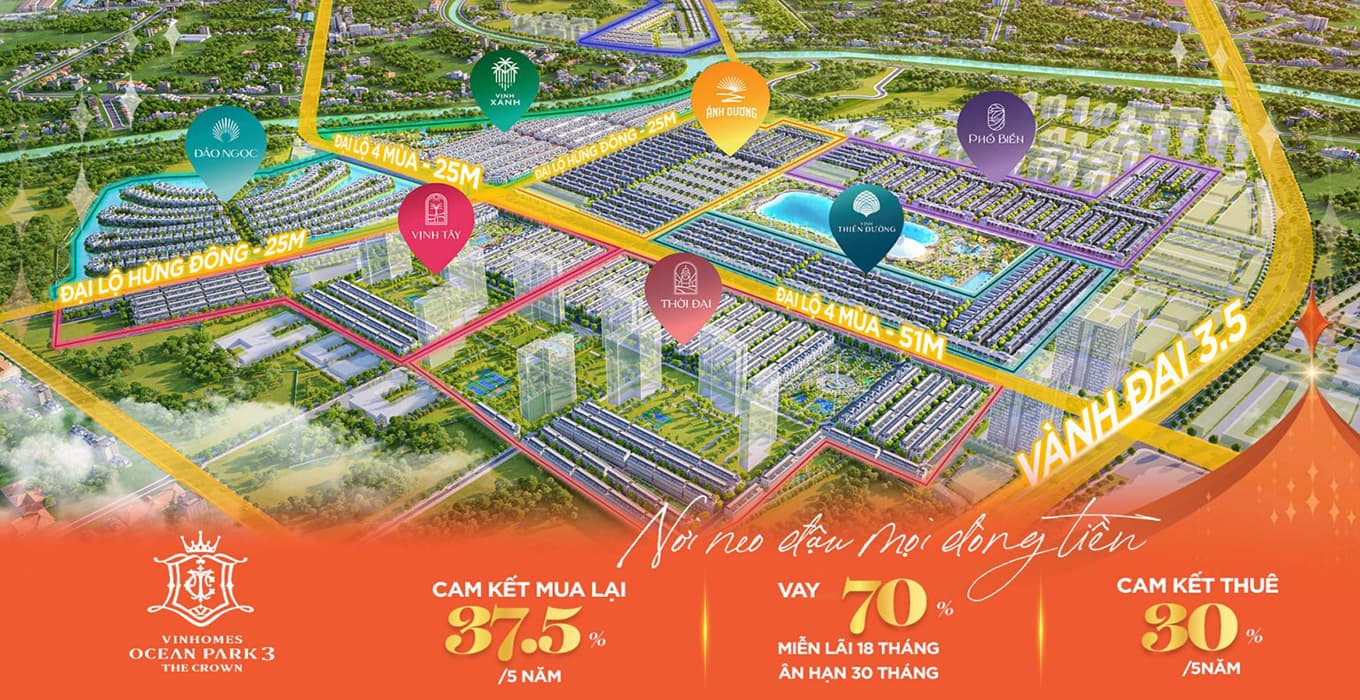 VỊNH
XANH
ÁNH DƯƠNG
ĐẢO NGỌC
PHỐ BIỂN
ĐẠI LỘ 4 MÙA - 25M
ĐẠI LỘ HỪNG ĐÔNG - 25M
VỊNH TÂY
THIÊN ĐƯỜNG
ĐẠI LỘ HỪNG ĐÔNG - 25M
THỜI ĐẠI
ĐẠI LỘ 4 MÙA - 51M
VÀNH ĐAI 3,5
Nơi neo đậu mọi dòng tiền
VINHOMES
OCEAN PARK 3
THE CROWN
CAM KẾT MUA LẠI
37.5 %
/5 NĂM
VAY 70 %
MIỄN LÃI 18 THÁNG
ÂN HẠN 30 THÁNG
CAM KẾT THUÊ
30 %
/5NĂM